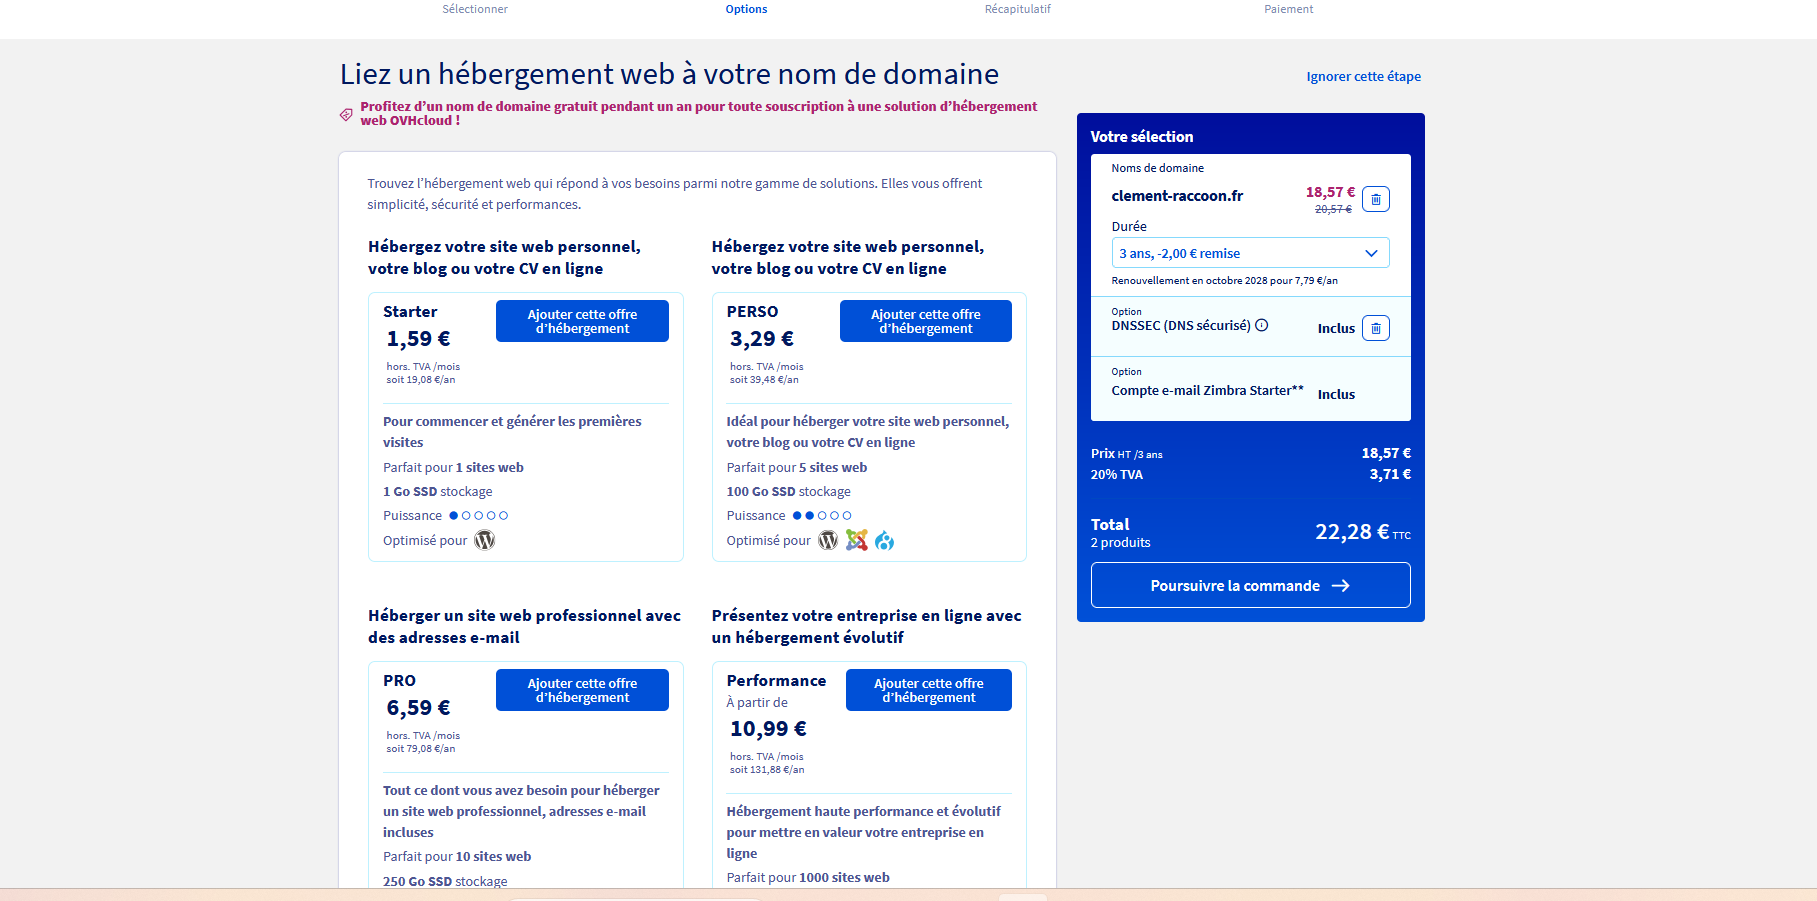 Sélectionner
Options
Récapitulatif
Paiement
Liez un hébergement web à votre nom de domaine
Ignorer cette étape
Profitez d’un nom de domaine gratuit pendant un an pour toute souscription à une solution d’hébergement
web OVHcloud !
Trouvez l’hébergement web qui répond à vos besoins parmi notre gamme de solutions. Elles vous offrent
simplicité, sécurité et performances.
Hébergez votre site web personnel,
votre blog ou votre CV en ligne
Starter
1,59 €
hors. TVA /mois
soit 19,08 €/an
Ajouter cette offre
d’hébergement
Pour commencer et générer les premières
visites
Parfait pour 1 sites web
1 Go SSD stockage
Puissance
Optimisé pour
Hébergez votre site web personnel,
votre blog ou votre CV en ligne
PERSO
3,29 €
hors. TVA /mois
soit 39,48 €/an
Ajouter cette offre
d’hébergement
Idéal pour héberger votre site web personnel,
votre blog ou votre CV en ligne
Parfait pour 5 sites web
100 Go SSD stockage
Puissance
Optimisé pour
Héberger un site web professionnel avec
des adresses e-mail
PRO
6,59 €
hors. TVA /mois
soit 79,08 €/an
Ajouter cette offre
d’hébergement
Tout ce dont vous avez besoin pour héberger
un site web professionnel, adresses e-mail
incluses
Parfait pour 10 sites web
250 Go SSD stockage
Présentez votre entreprise en ligne avec
un hébergement évolutif
Performance
À partir de
10,99 €
hors. TVA /mois
soit 131,88 €/an
Ajouter cette offre
d’hébergement
Hébergement haute performance et évolutif
pour mettre en valeur votre entreprise en
ligne
Parfait pour 1000 sites web
Votre sélection
Noms de domaine
clement-raccoon.fr
18,57 €
20,57 €
Durée
3 ans, -2,00 € remise
Renouvellement en octobre 2028 pour 7,79 €/an
Option
DNSSEC (DNS sécurisé)
Inclus
Option
Compte e-mail Zimbra Starter**
Inclus
Prix HT /3 ans 18,57 €
20% TVA 3,71 €
Total
2 produits
22,28 € TTC
Poursuivre la commande